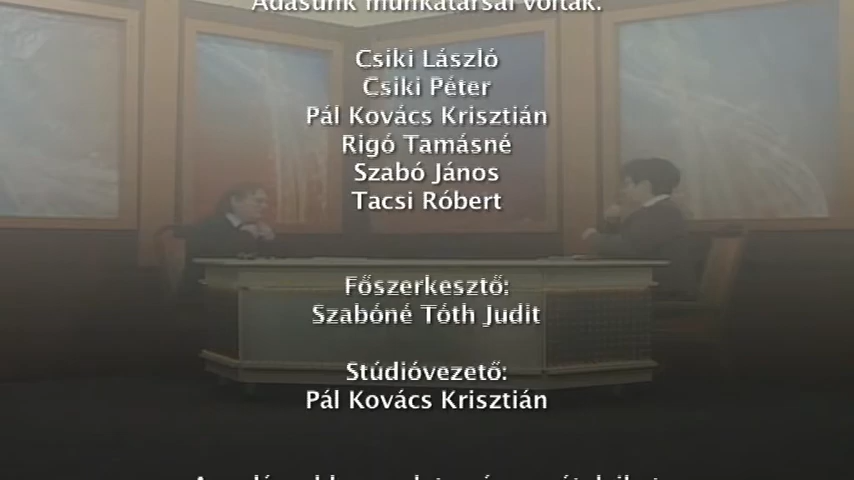 Adásunk munkatársai voltak:
Csiki László
Csiki Péter
Pál Kovács Krisztián
Rigó Tamásné
Szabó János
Tacsi Róbert
Főszerkesztő:
Szabóné Tóth Judit
Stúdióvezető:
Pál Kovács Krisztián